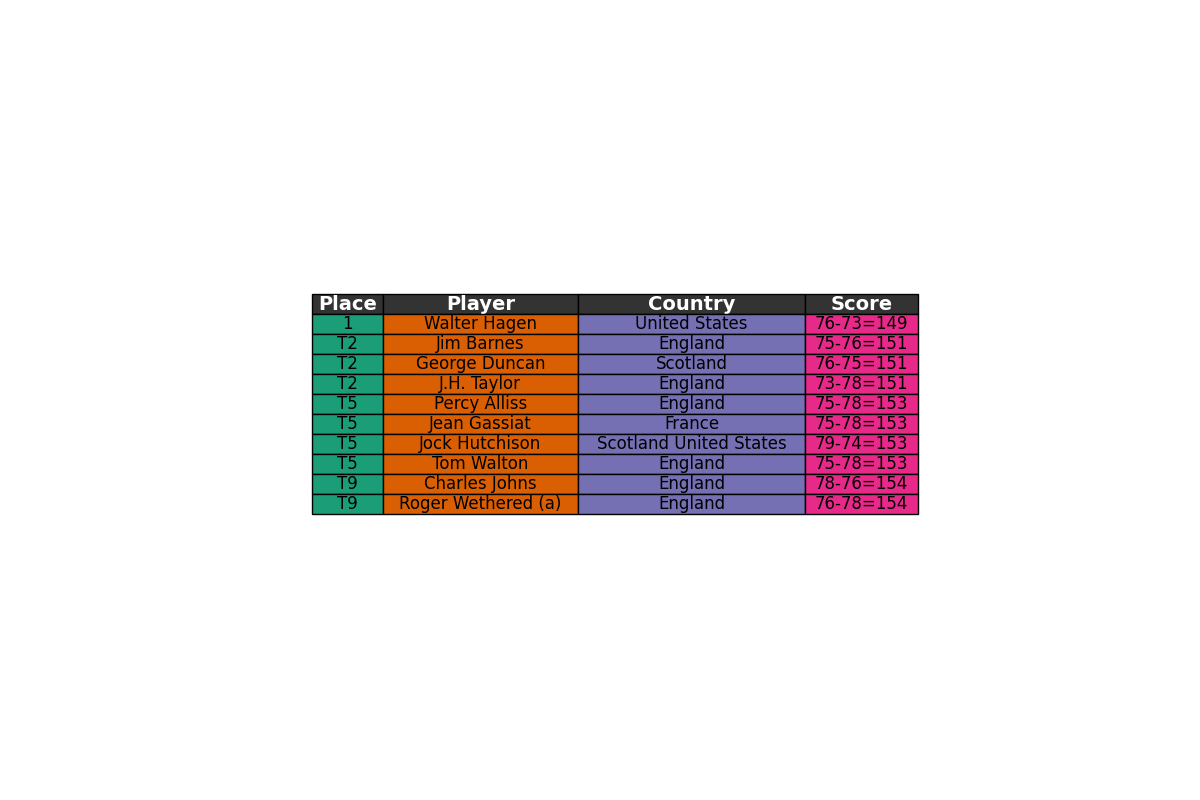 Place Player Country Score
1 Walter Hagen United States 76-73=149
T2 Jim Barnes England 75-76=151
T2 George Duncan Scotland 76-75=151
T2 J.H. Taylor England 73-78=151
T5 Percy Alliss England 75-78=153
T5 Jean Gassiat France 75-78=153
T5 Jock Hutchison Scotland United States 79-74=153
T5 Tom Walton England 75-78=153
T9 Charles Johns England 78-76=154
T9 Roger Wethered (a) England 76-78=154